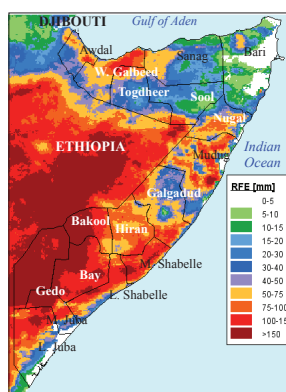 DJIBOUTI
Gulf of Aden
Awdal
Sanag
Bari
W. Galbeed
Togdheer
Sool
Nugal
ETHIOPIA
Mudug
Indian
Ocean
Galgadud
RFE [mm]
0-5
5-10
10-15
15-20
20-30
30-40
40-50
50-75
75-100
100-15
>150
Bakool
Hiran
Bay
M. Shabelle
Gedo
L. Shabelle
M. Juba
L. Juba